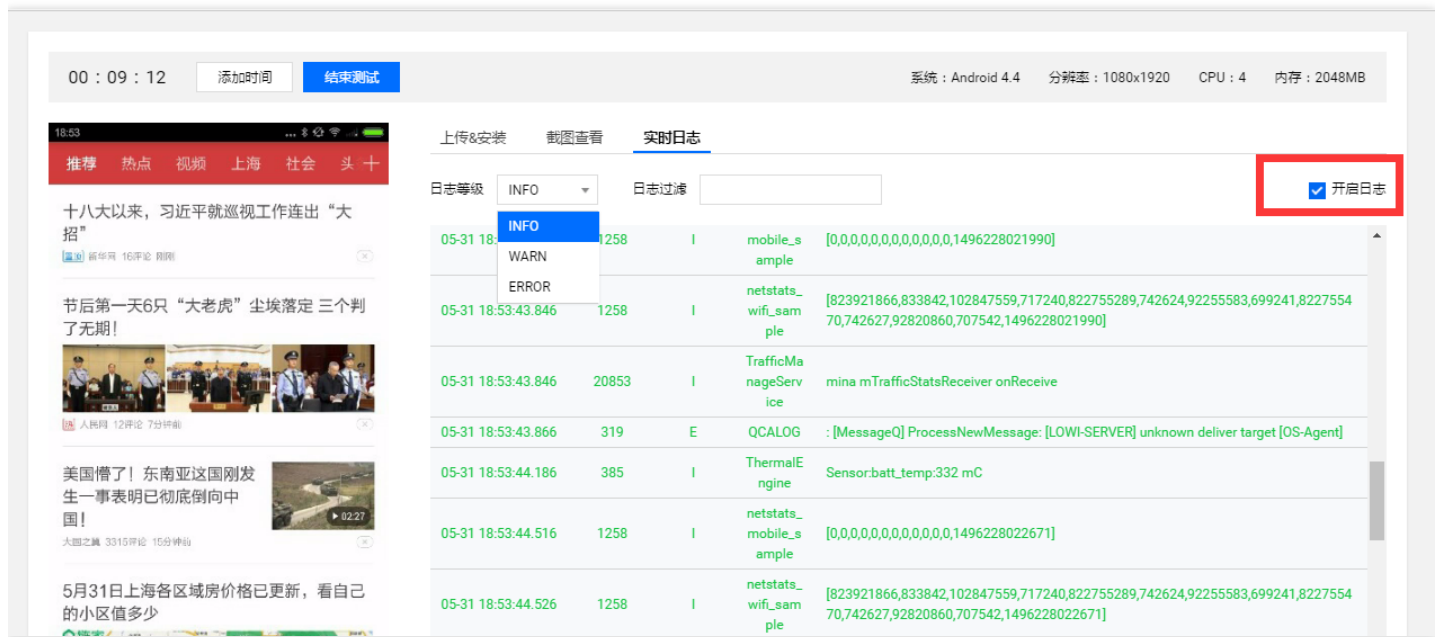 00：09：12
添加时间
结束测试
系统：Android 4.4
分辨率：1080x1920
CPU：4
内存：2048MB
18:53
推荐 热点 视频 上海 社会 头
十八大以来，习近平就巡视工作连出“大
招”
新华网 16评论 刚刚
节后第一天6只“大老虎”尘埃落定 三个判
了无期！
热 人民网 12评论 7分钟前
美国懵了！东南亚这国刚发
生一事表明已彻底倒向中
国！
02:27
大国之翼 3315评论 15分钟前
5月31日上海各区域房价格已更新，看自己
的小区值多少
上传&安装 截图查看 实时日志
日志等级
INFO
日志过滤
开启日志
INFO
WARN
ERROR
05-31 18:
1258
I
mobile_s
ample
[0,0,0,0,0,0,0,0,0,0,0,0,1496228021990]
05-31 18:53:43.846
1258
I
netstats_
wifi_sam
ple
[823921866,833842,102847559,717240,822755289,742624,92255583,699241,8227554
70,742627,92820860,707542,1496228021990]
05-31 18:53:43.846
20853
I
TrafficMa
nageServ
ice
mina mTrafficStatsReceiver onReceive
05-31 18:53:43.866
319
E
QCALOG
: [MessageQ] ProcessNewMessage: [LOWI-SERVER] unknown deliver target [OS-Agent]
05-31 18:53:44.186
385
I
ThermalE
ngine
Sensor:batt_temp:332 mC
05-31 18:53:44.516
1258
I
netstats_
mobile_s
ample
[0,0,0,0,0,0,0,0,0,0,0,0,1496228022671]
05-31 18:53:44.526
1258
I
netstats_
wifi_sam
ple
[823921866,833842,102847559,717240,822755289,742624,92255583,699241,8227554
70,742627,92820860,707542,1496228022671]